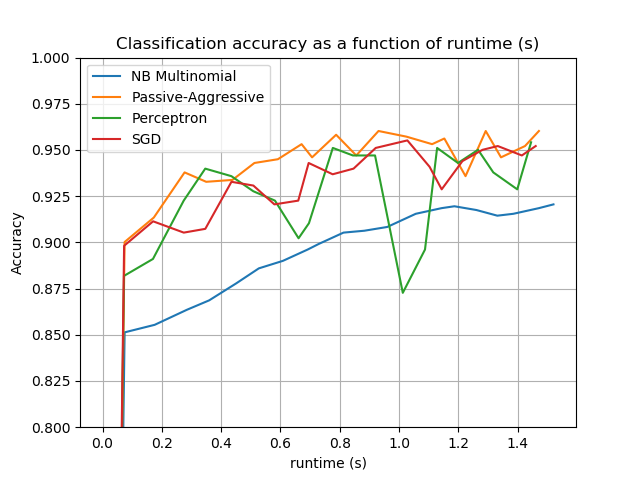 Classification accuracy as a function of runtime (s)
1.000
0.975
0.950
0.925
0.900
0.875
0.850
0.825
0.800
Accuracy
NB Multinomial
Passive-Aggressive
Perceptron
SGD
0.0 0.2 0.4 0.6 0.8 1.0 1.2 1.4
runtime (s)